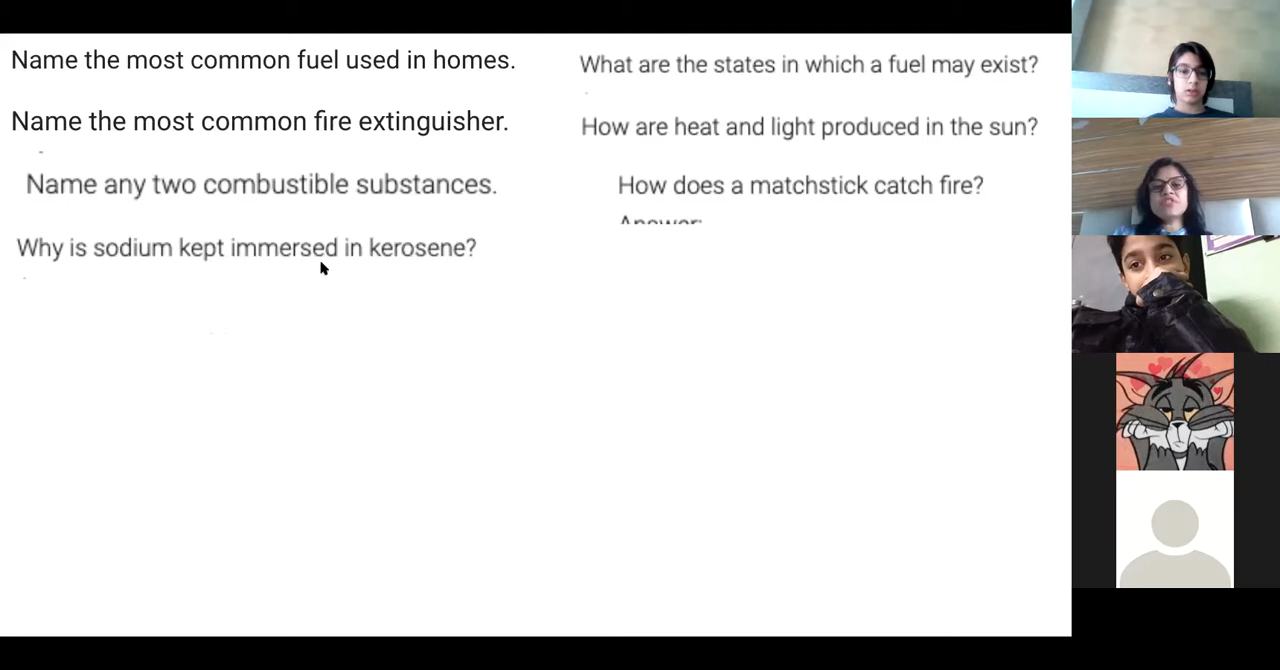 Name the most common fuel used in homes.
Name the most common fire extinguisher.
Name any two combustible substances.
Why is sodium kept immersed in kerosene?
What are the states in which a fuel may exist?
How are heat and light produced in the sun?
How does a matchstick catch fire?
Answer: